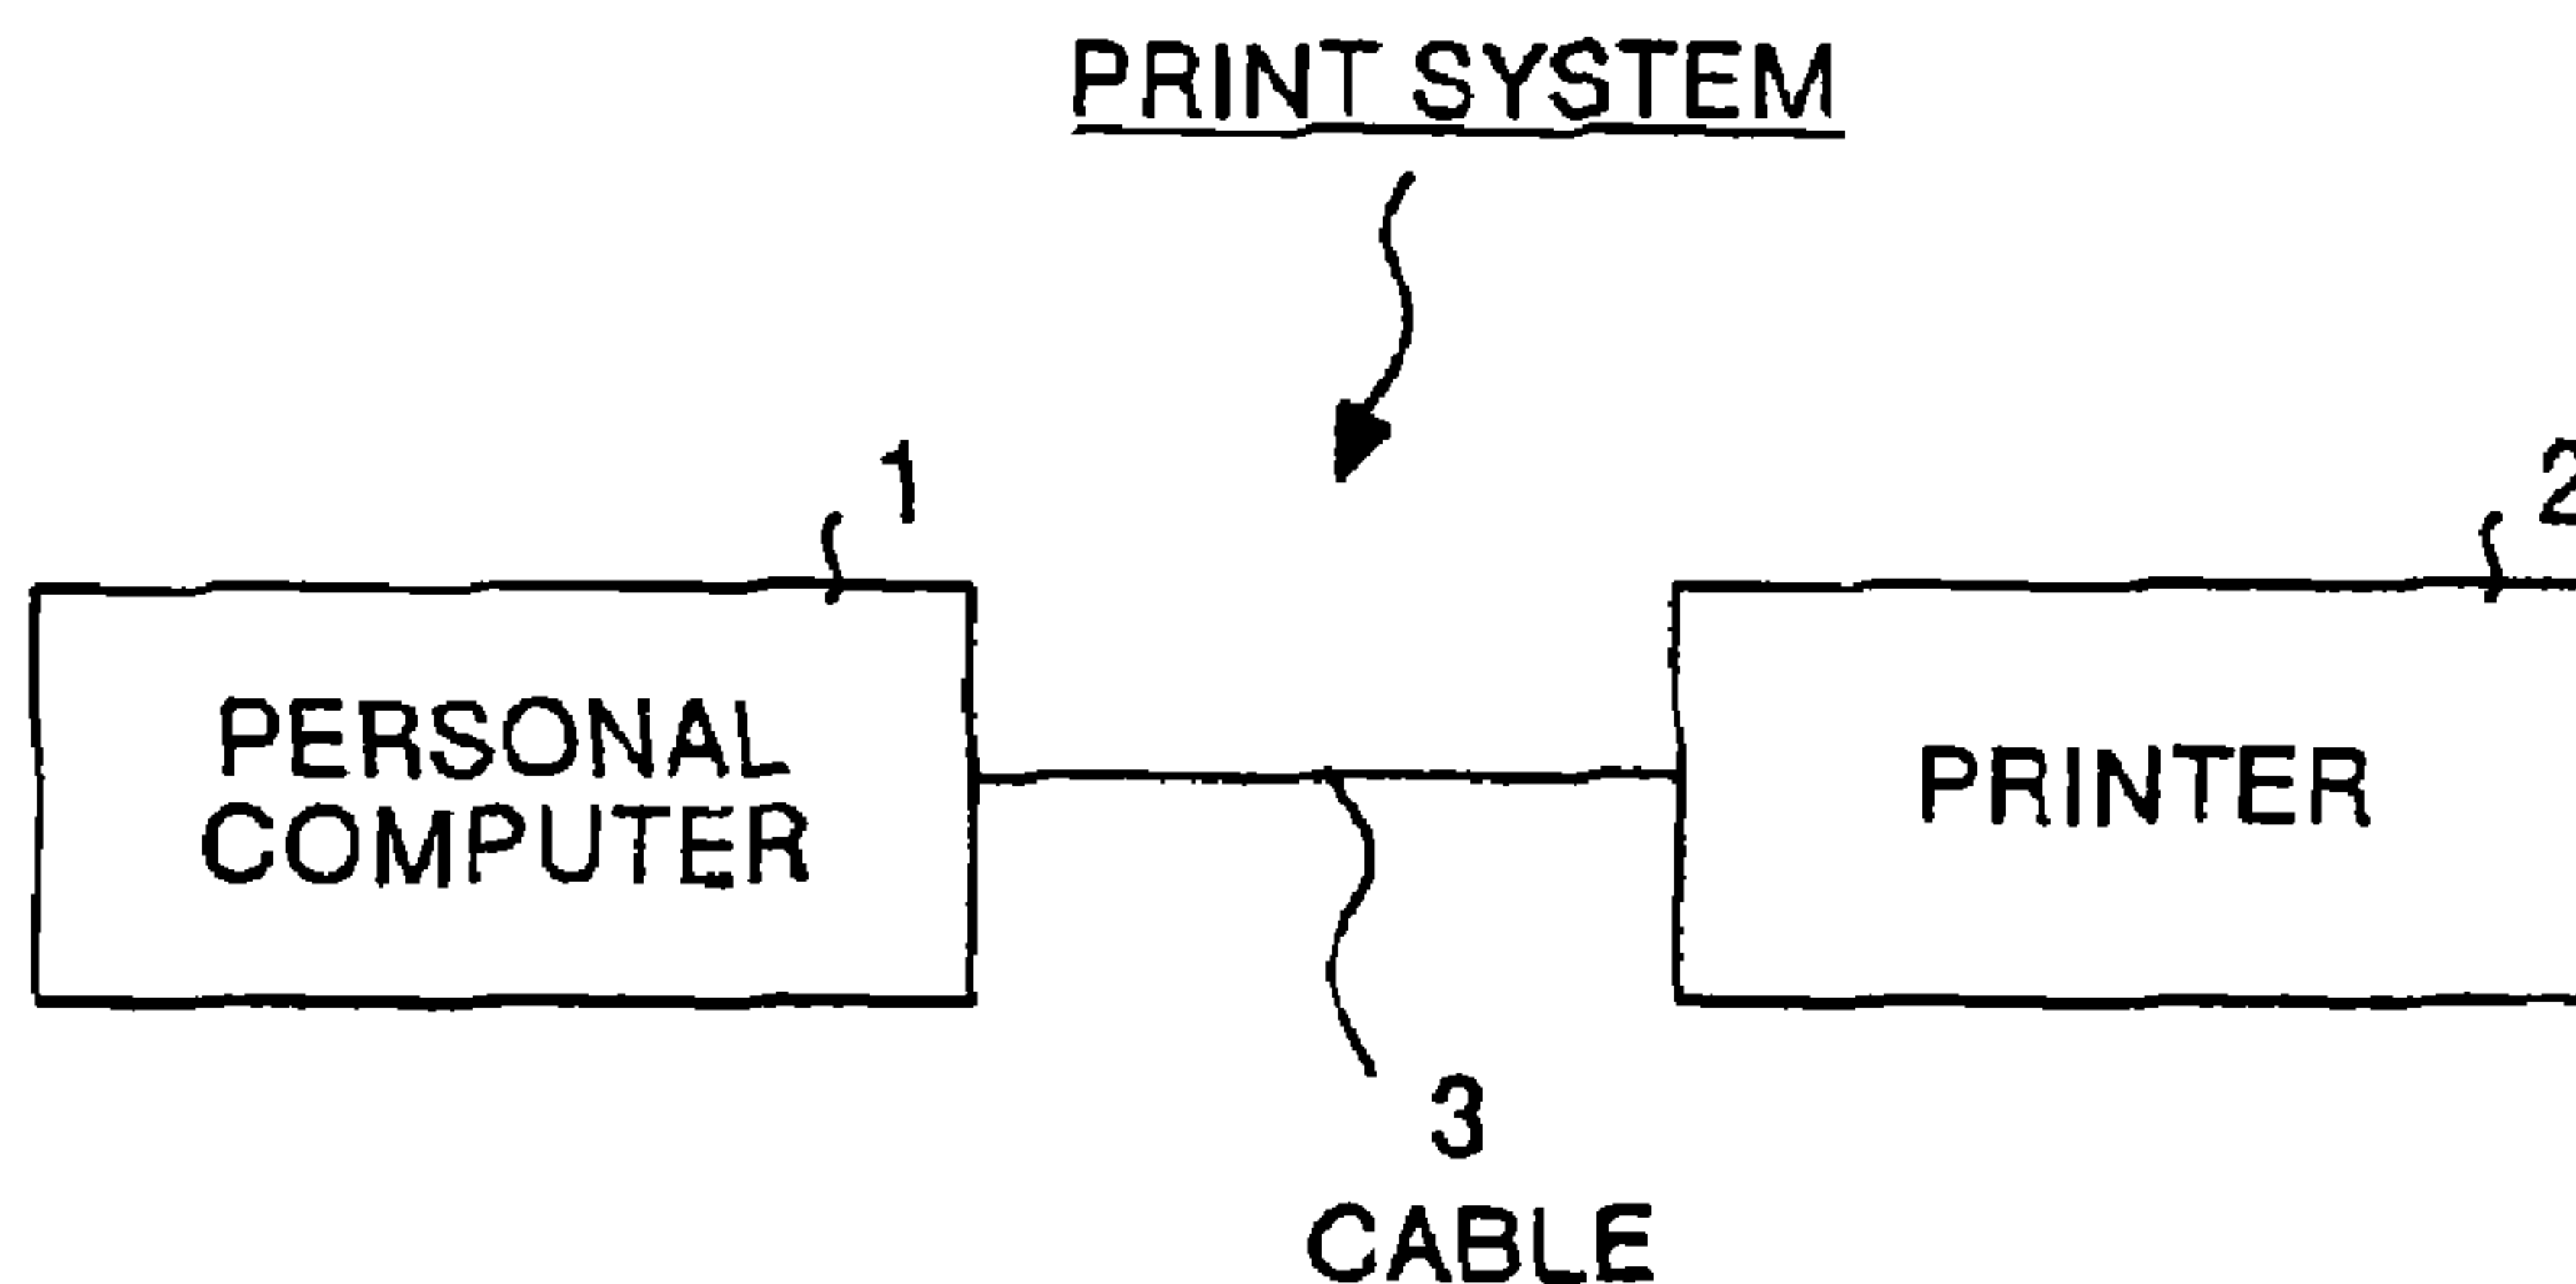 PRINT SYSTEM
1
2
PERSONAL
COMPUTER
PRINTER
3
CABLE